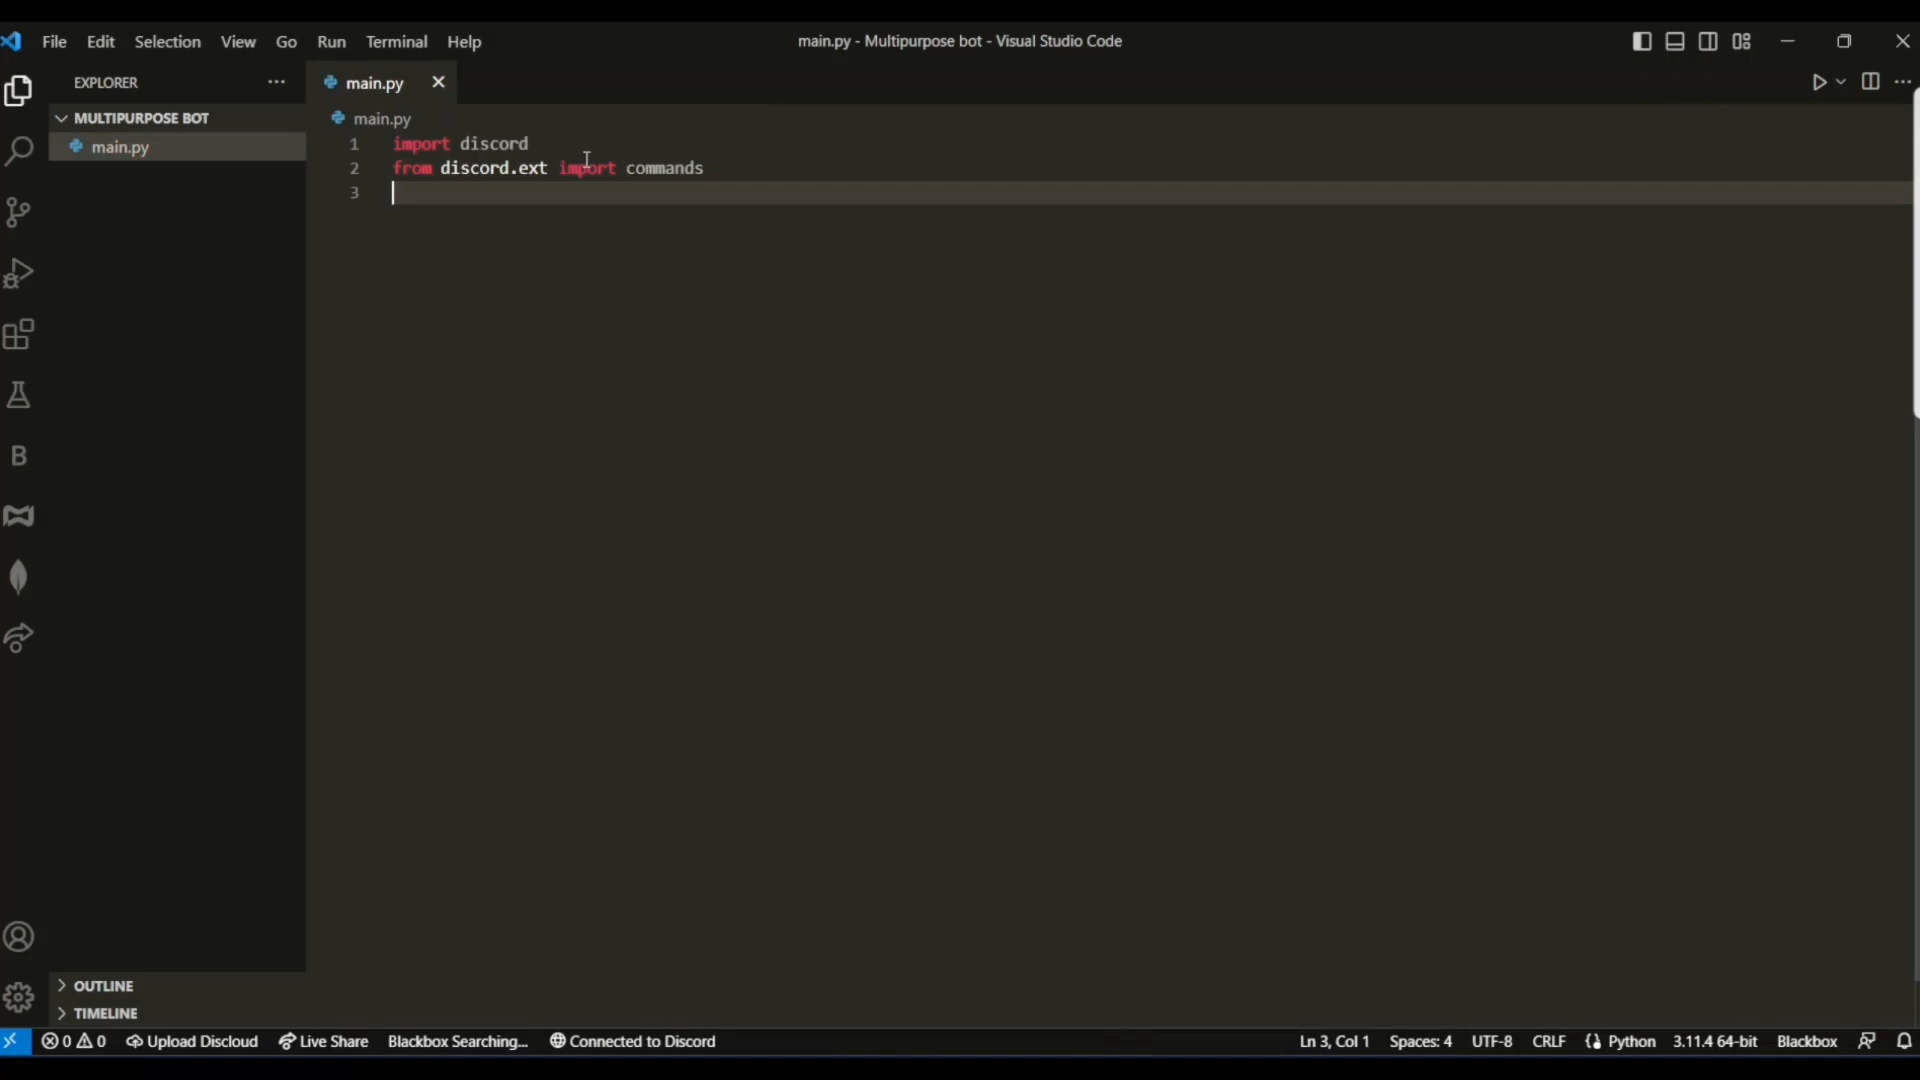 File Edit Selection View Go Run Terminal Help
main.py - Multipurpose bot - Visual Studio Code
EXPLORER
MULTIPURPOSE BOT
main.py
main.py
main.py
1 import discord
2 from discord.ext import commands
3
B
OUTLINE
TIMELINE
0 0 Upload Discloud Live Share Blackbox Searching... Connected to Discord Ln 3, Col 1 Spaces: 4 UTF-8 CRLF Python 3.11.4 64-bit Blackbox